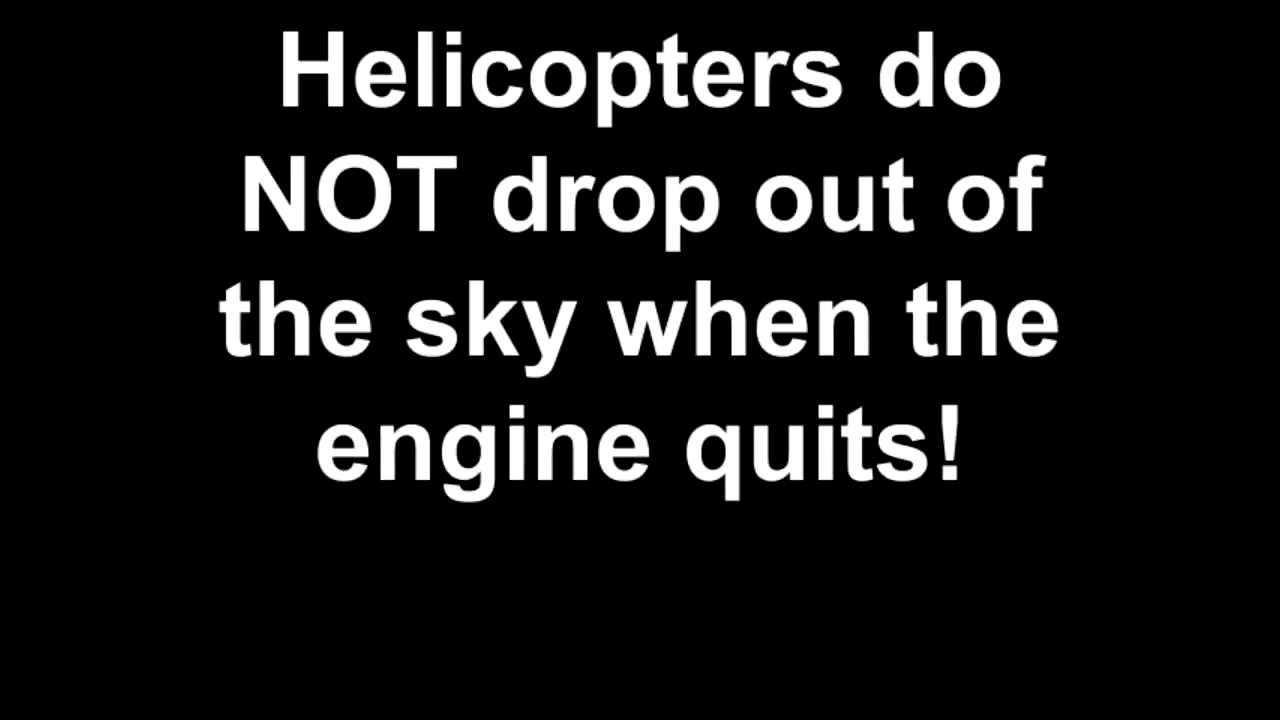 Helicopters do
NOT drop out of
the sky when the
engine quits!